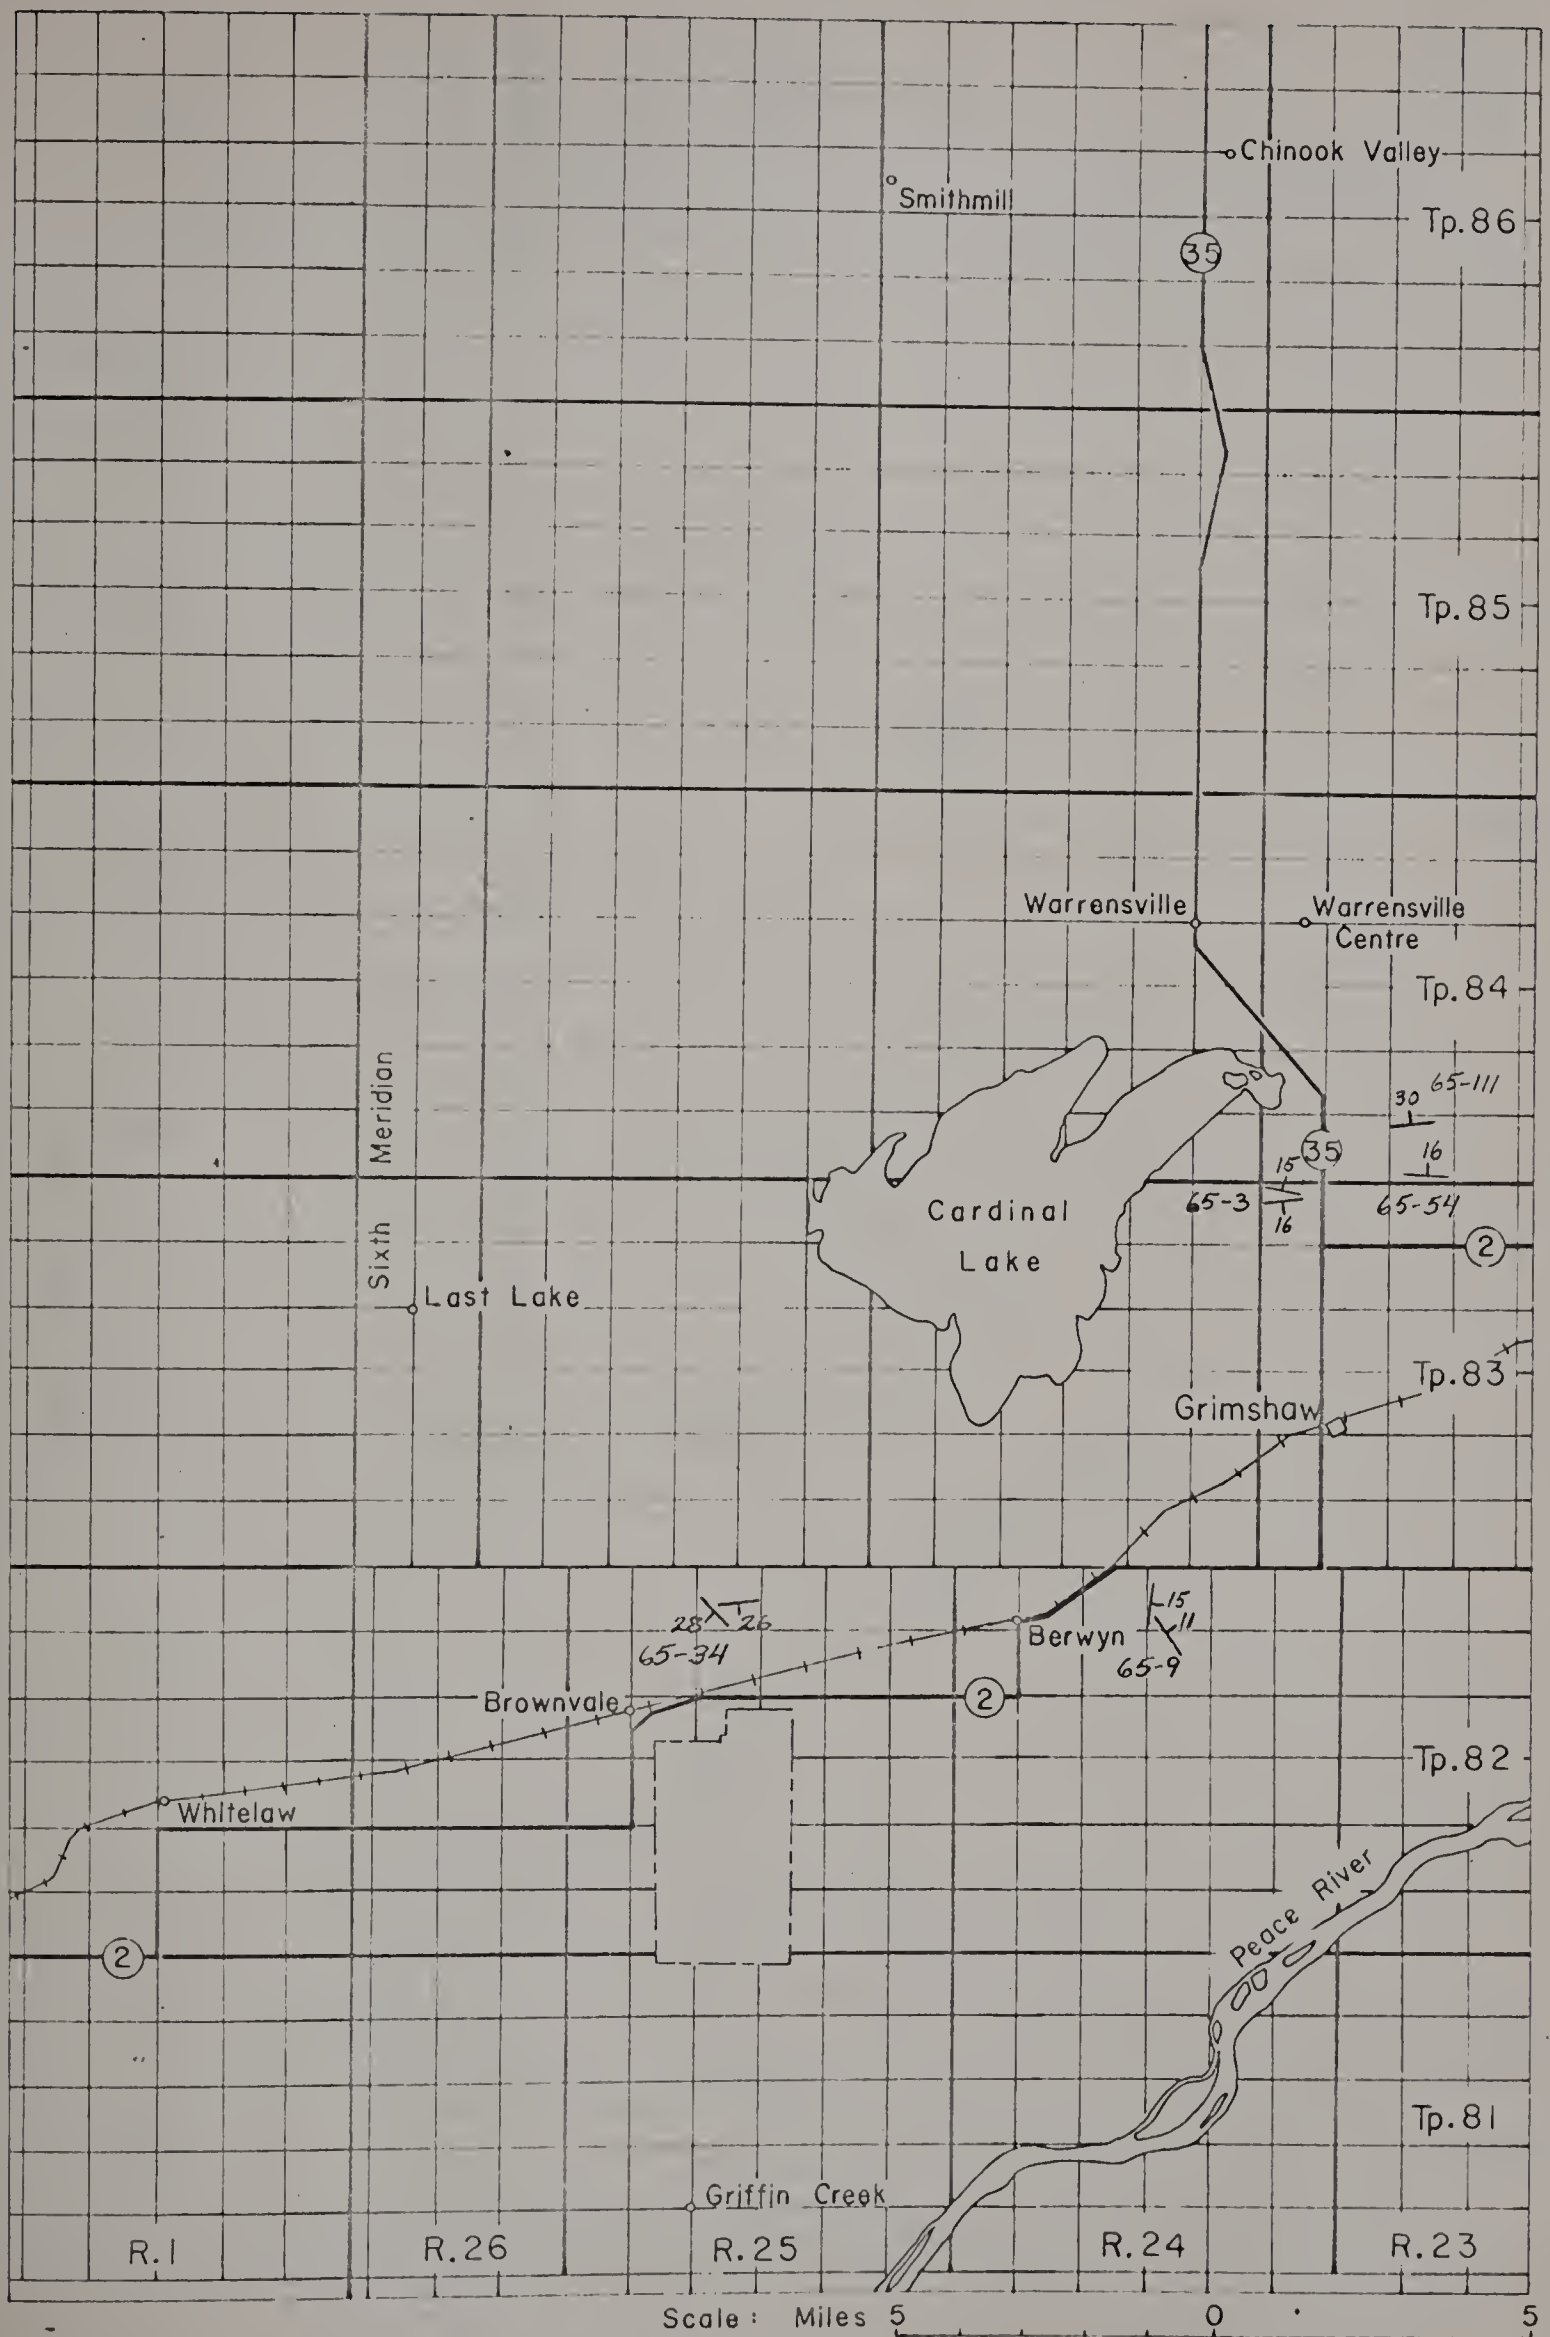 Chinook Valley
Smithmill
Tp.86
35
Tp.85
Warrensville
Warrensville
Centre
Tp.84
Sixth Meridian
65-111
30
35
16
15
65-3
65-54
16
Cardinal
Lake
2
Last Lake
Tp.83
Grimshaw
28 26
65-34
15
11
Berwyn
65-9
Brownvale
2
Tp.82
Whitelaw
Peace River
2
Tp.81
Griffin Creek
R.1 R.26 R.25 R.24 R.23
Scale: Miles 5 0 5